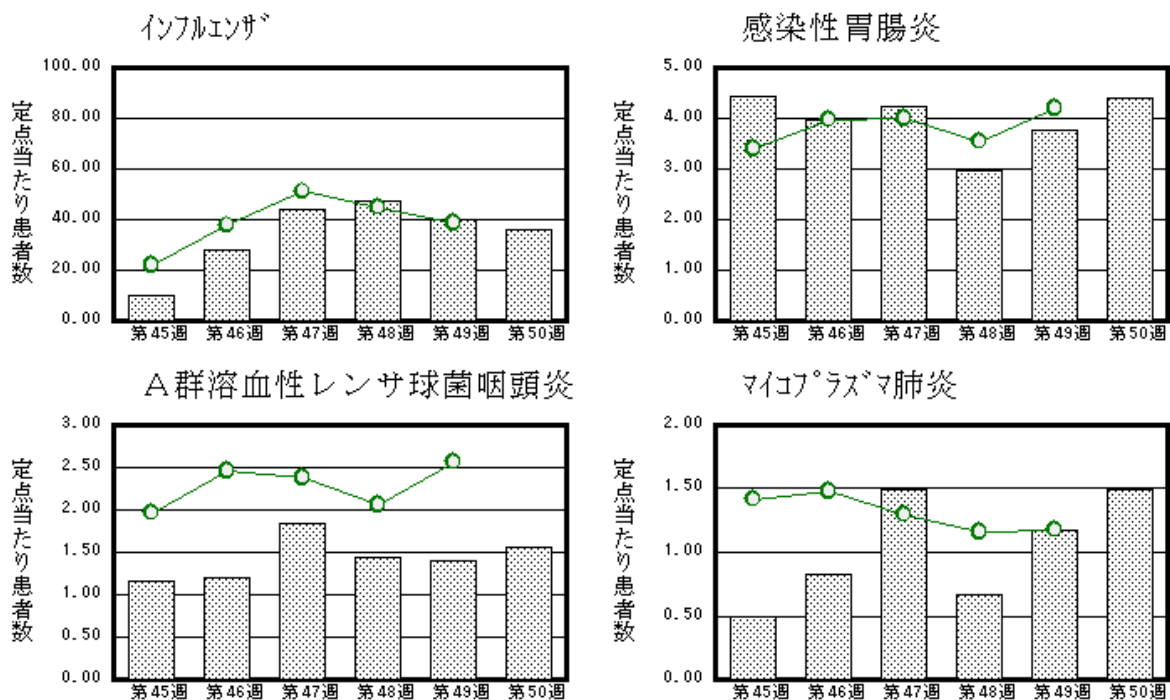 インフルエンザ
定点当たり患者数
100.00
80.00
60.00
40.00
20.00
0.00
第45週 第46週 第47週 第48週 第49週 第50週
感染性胃腸炎
定点当たり患者数
5.00
4.00
3.00
2.00
1.00
0.00
第45週 第46週 第47週 第48週 第49週 第50週
A群溶血性レンサ球菌咽頭炎
定点当たり患者数
3.00
2.50
2.00
1.50
1.00
0.50
0.00
第45週 第46週 第47週 第48週 第49週 第50週
マイコプラズマ肺炎
定点当たり患者数
2.00
1.50
1.00
0.50
0.00
第45週 第46週 第47週 第48週 第49週 第50週